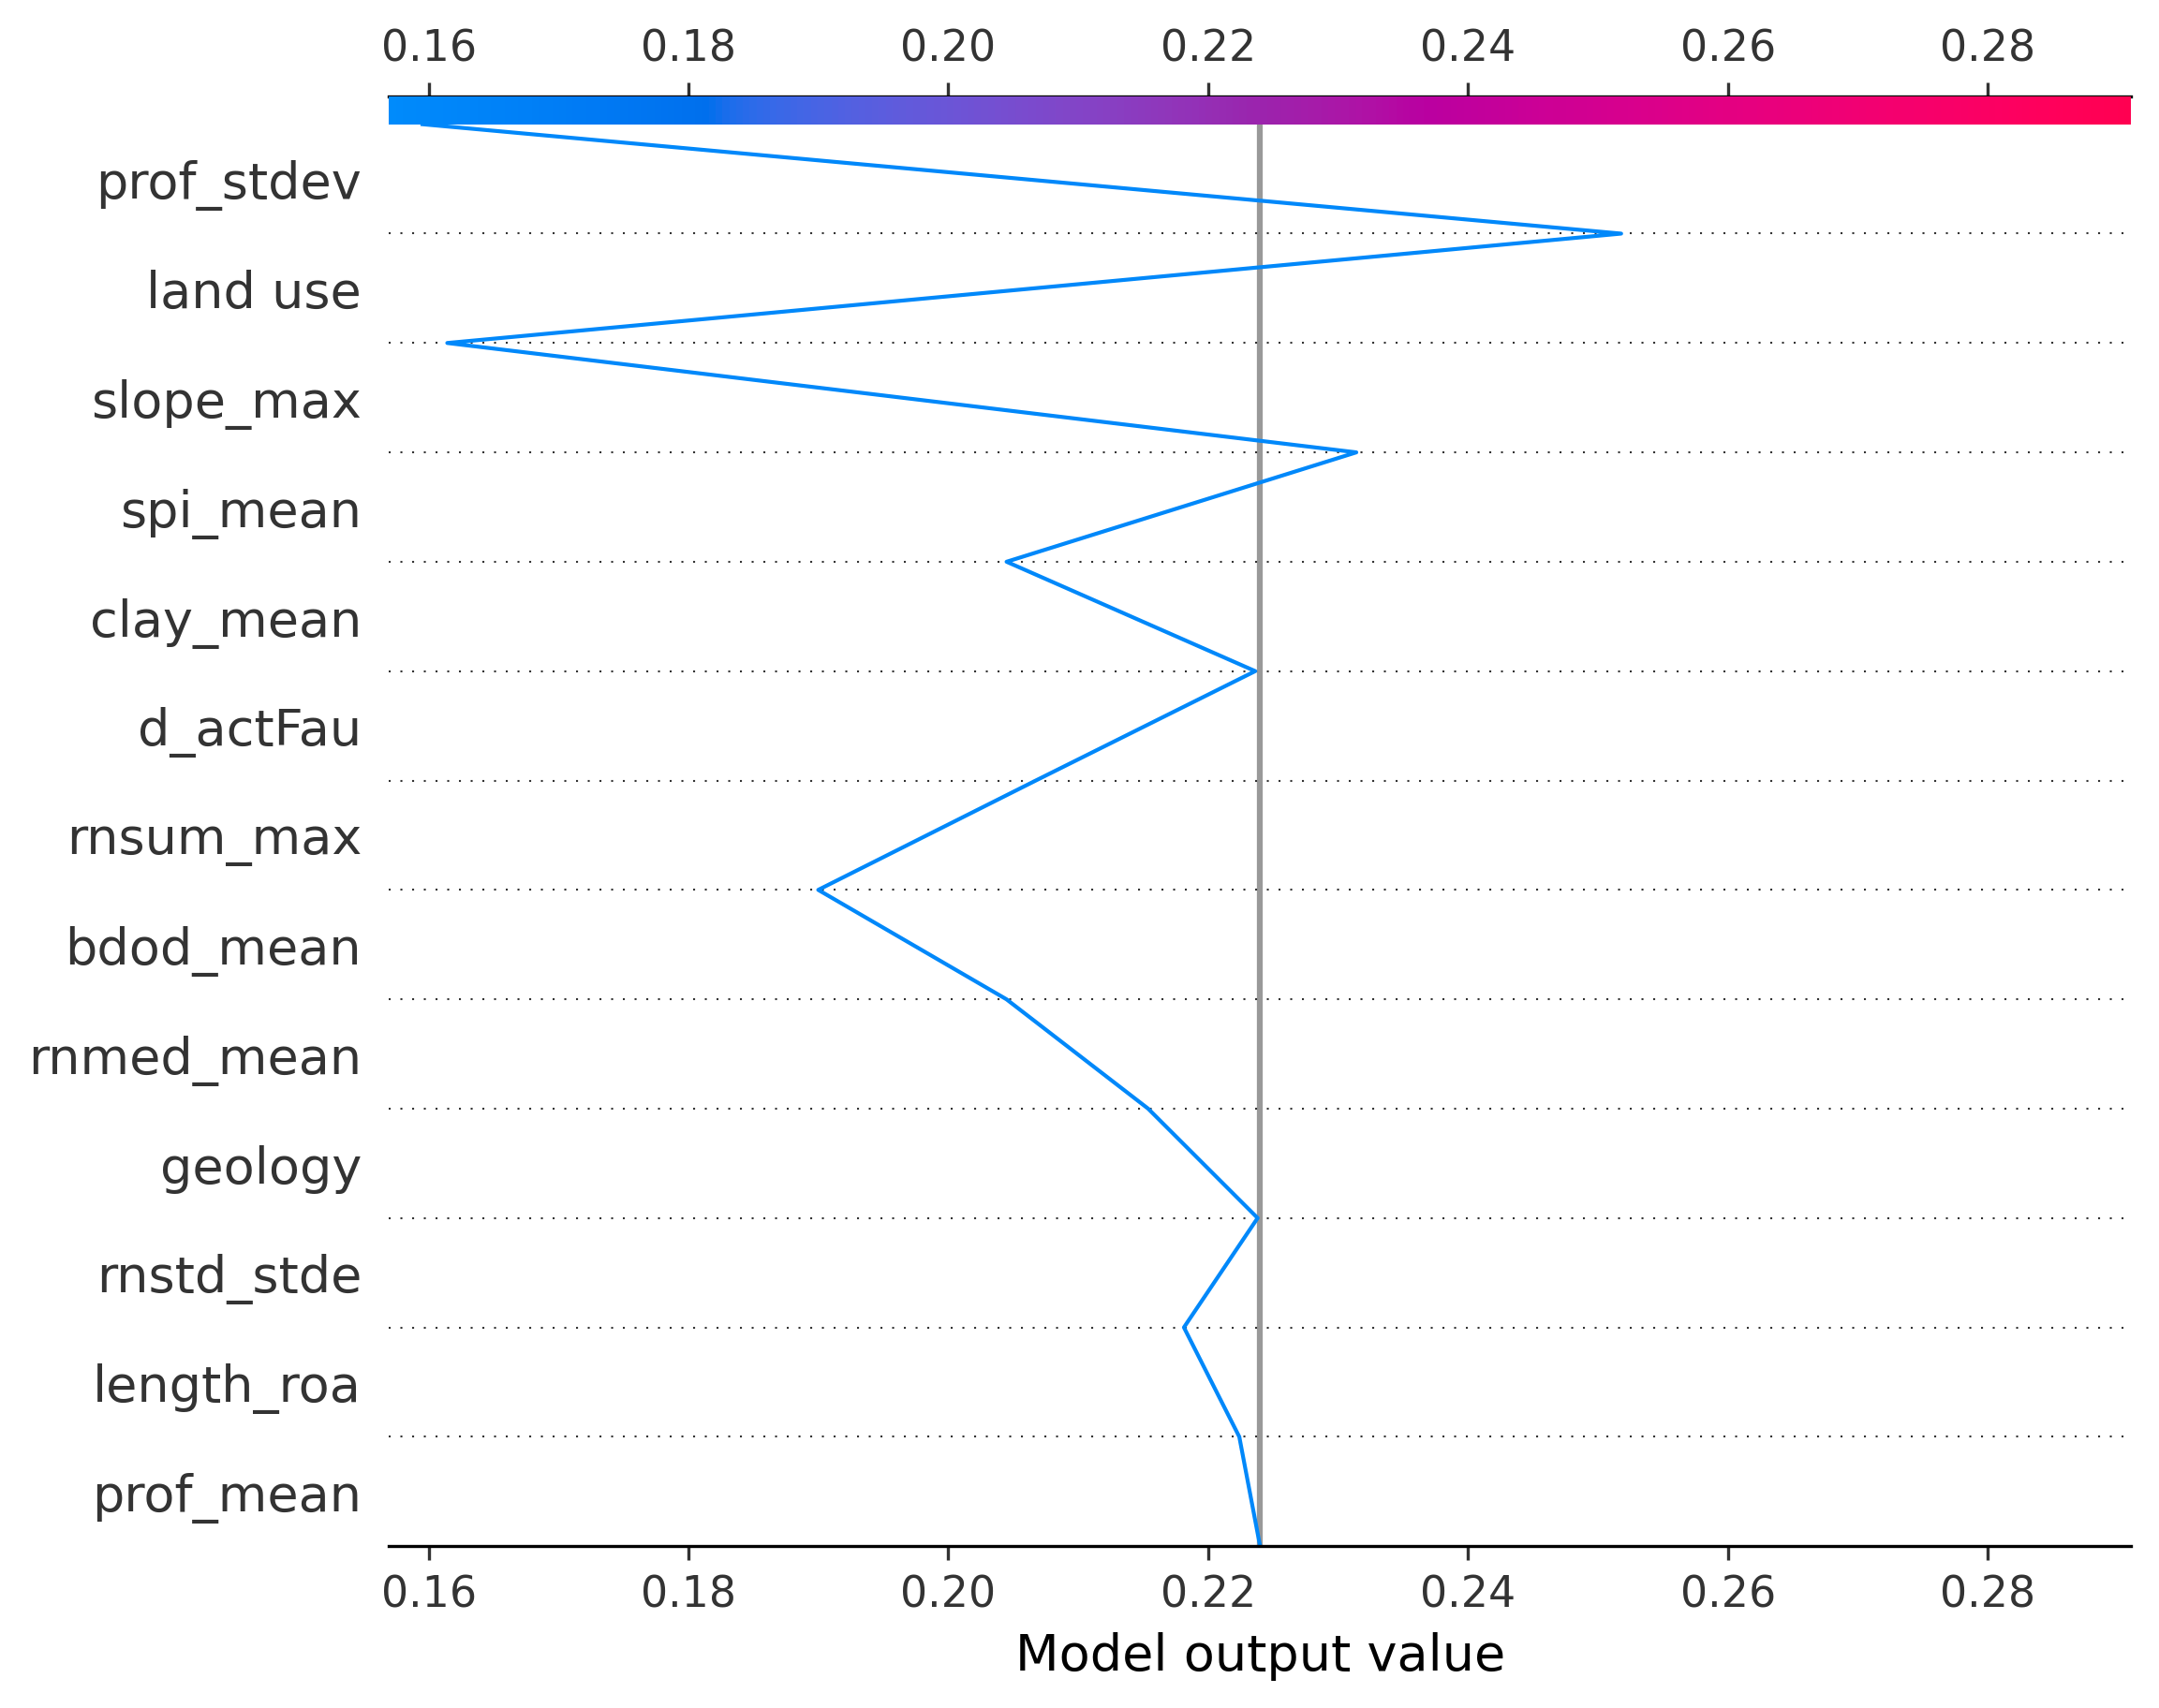 0.16 0.18 0.20 0.22 0.24 0.26 0.28
prof_stdev
land use
slope_max
spi_mean
clay_mean
d_actFau
rnsum_max
bdod_mean
rnmed_mean
geology
rnstd_stde
length_roa
prof_mean
0.16 0.18 0.20 0.22 0.24 0.26 0.28
Model output value